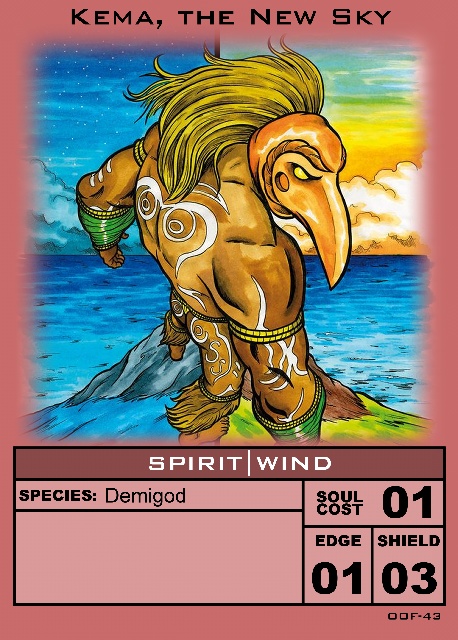 Kema, the New Sky
SPIRIT|WIND
SPECIES: Demigod
SOUL COST 01
EDGE SHIELD
01 03
OOF-43